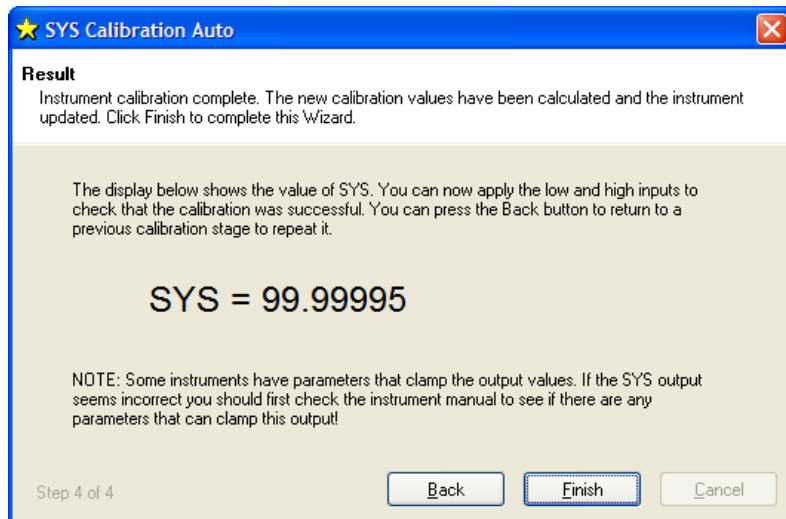 SYS Calibration Auto
Result
Instrument calibration complete. The new calibration values have been calculated and the instrument
updated. Click Finish to complete this Wizard.
The display below shows the value of SYS. You can now apply the low and high inputs to
check that the calibration was successful. You can press the Back button to return to a
previous calibration stage to repeat it.
SYS = 99.99995
NOTE: Some instruments have parameters that clamp the output values. If the SYS output
seems incorrect you should first check the instrument manual to see if there are any
parameters that can clamp this output!
Step 4 of 4
Back
Finish
Cancel